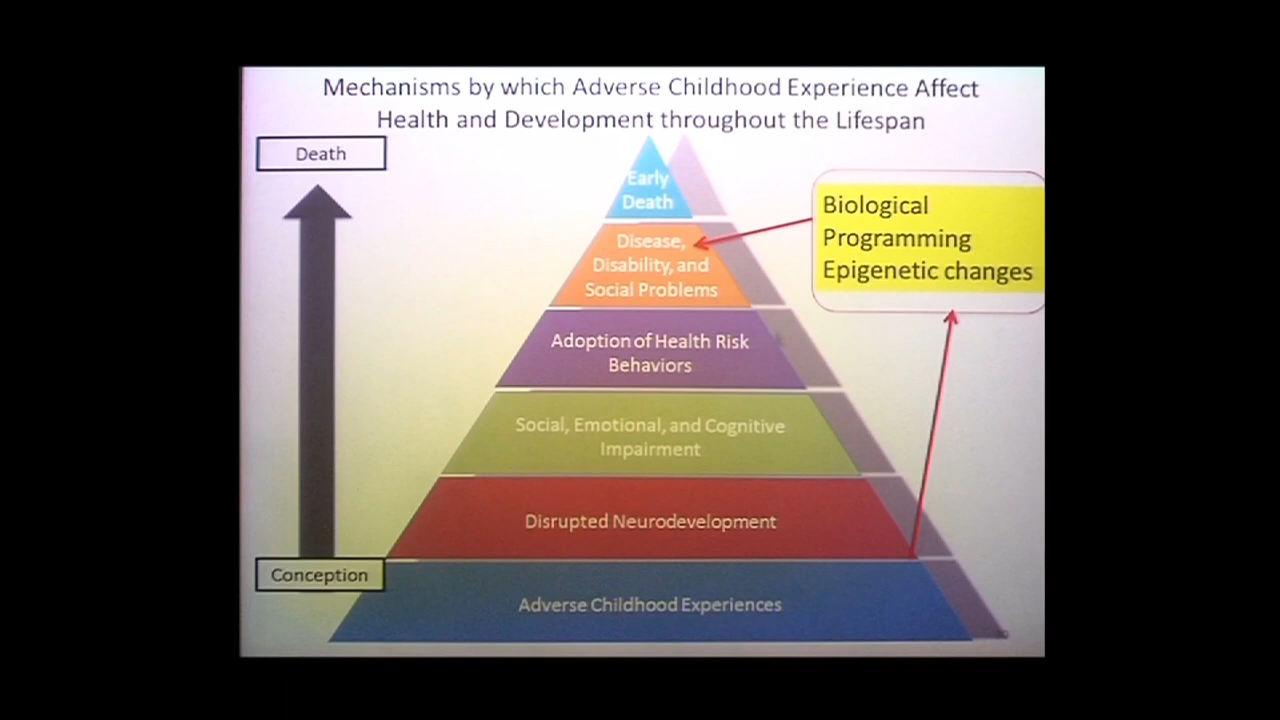 Mechanisms by which Adverse Childhood Experience Affect
Health and Development throughout the Lifespan
Death
Early
Death
Biological
Programming
Epigenetic changes
Disease,
Disability, and
Social Problems
Adoption of Health Risk
Behaviors
Social, Emotional, and Cognitive
Impairment
Disrupted Neurodevelopment
Conception
Adverse Childhood Experiences